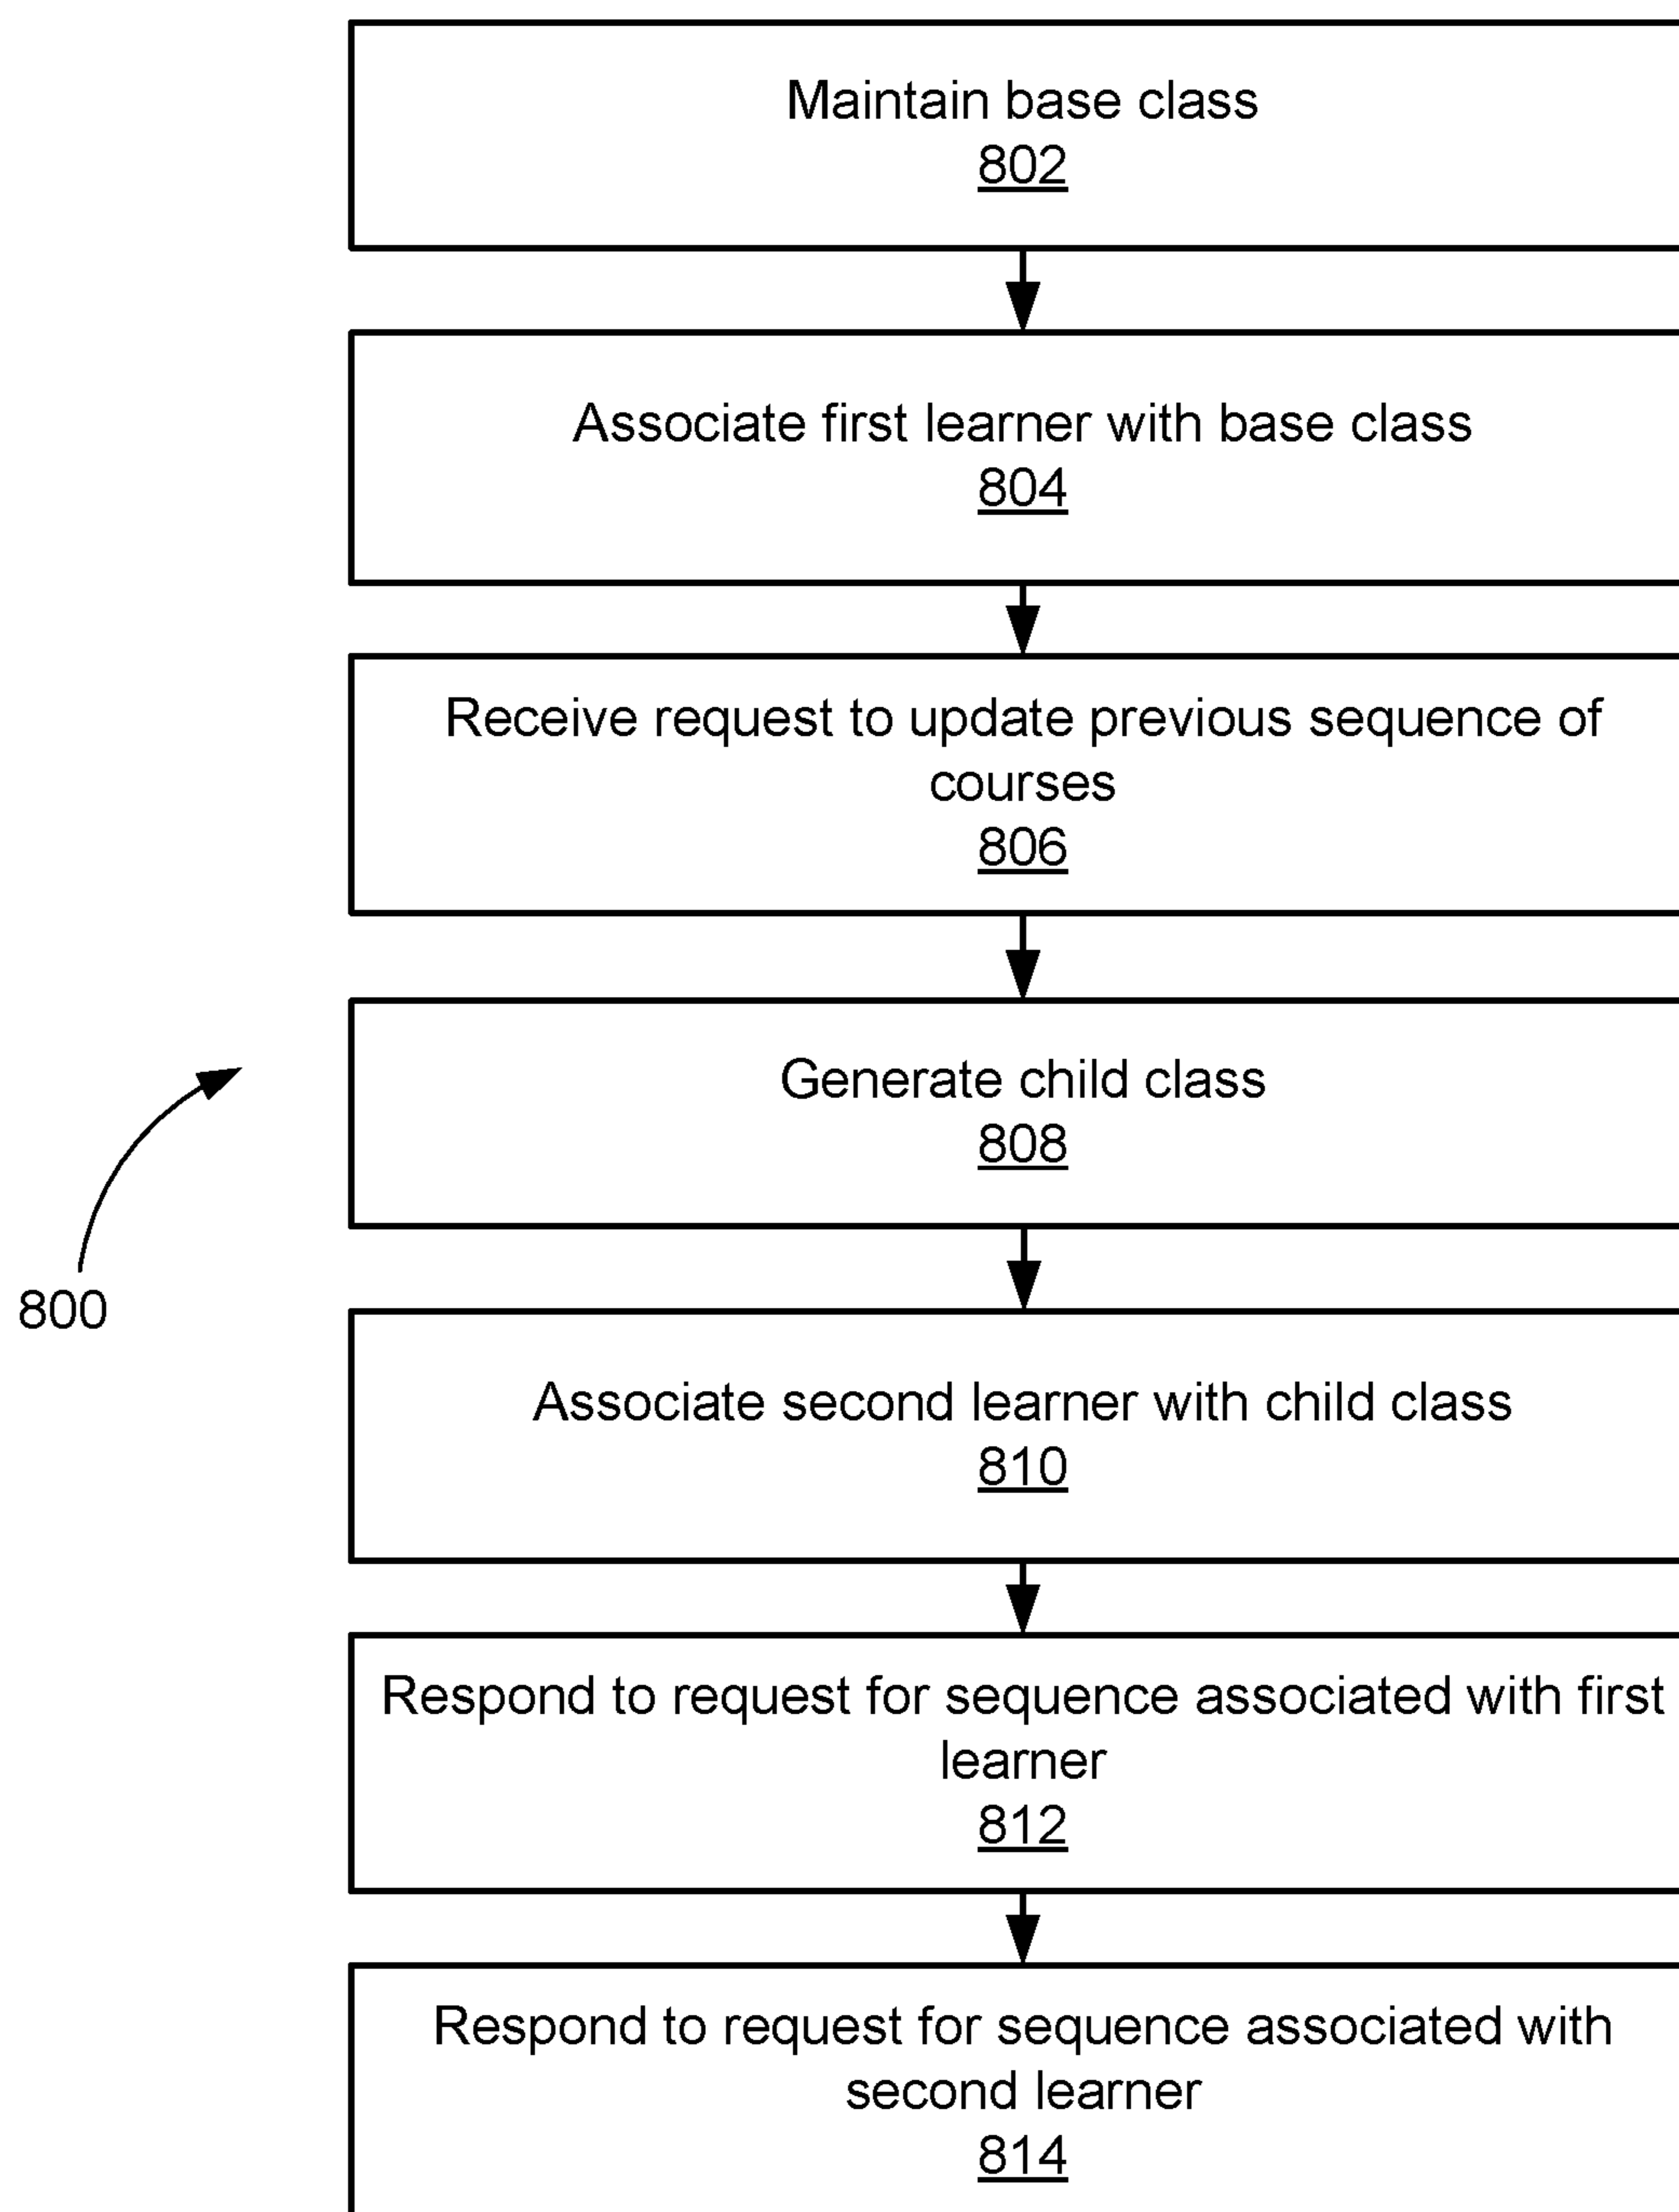 Maintain base class
802
Associate first learner with base class
804
Receive request to update previous sequence of
courses
806
Generate child class
808
800
Associate second learner with child class
810
Respond to request for sequence associated with first
learner
812
Respond to request for sequence associated with
second learner
814